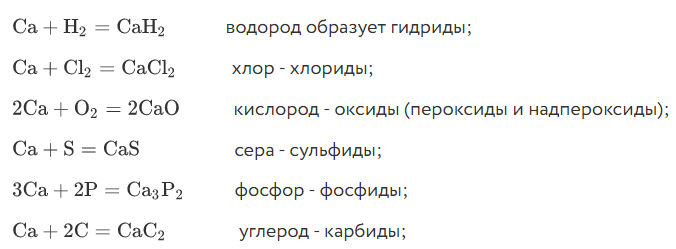 Ca + H₂ = CaH₂ водород образует гидриды;
Ca + Cl₂ = CaCl₂ хлор - хлориды;
2Ca + O₂ = 2CaO кислород - оксиды (пероксиды и надпероксиды);
Ca + S = CaS сера - сульфиды;
3Ca + 2P = Ca₃P₂ фосфор - фосфиды;
Ca + 2C = CaC₂ углерод - карбиды;